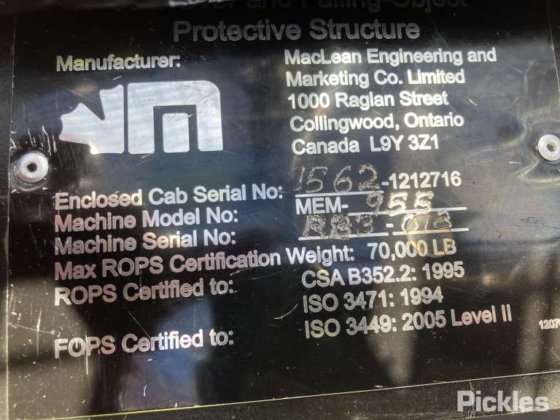 and Falling-Object
Protective Structure
Manufacturer:
MacLean Engineering and
Marketing Co. Limited
1000 Raglan Street
Collingwood, Ontario
Canada L9Y 3Z1
Enclosed Cab Serial No: 1562-1212716
Machine Model No: MEM-955
Machine Serial No:
Max ROPS Certification Weight: 70,000 LB
ROPS Certified to: CSA B352.2: 1995
ISO 3471: 1994
FOPS Certified to: ISO 3449: 2005 Level II
Pickles